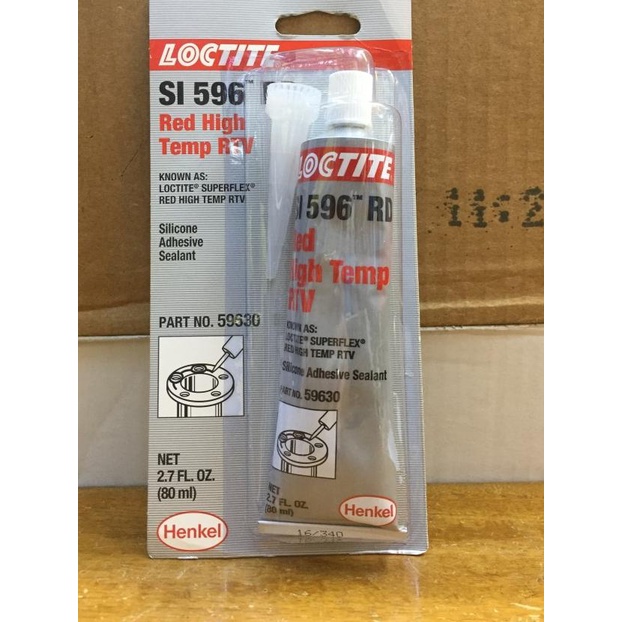 LOCTITE
SI 596™
Red High
Temp RTV
KNOWN AS:
LOCTITE® SUPERFLEX®
RED HIGH TEMP RTV
Silicone
Adhesive
Sealant
PART NO. 59630
NET
2.7 FL. OZ.
(80 ml)
Henkel
LOCTITE
SI 596™ RD
Red
High Temp
RTV
KNOWN AS:
LOCTITE® SUPERFLEX®
RED HIGH TEMP RTV
Silicone Adhesive Sealant
PART NO. 59630
NET
2.7 FL. OZ.
(80 ml)
Henkel
16/340